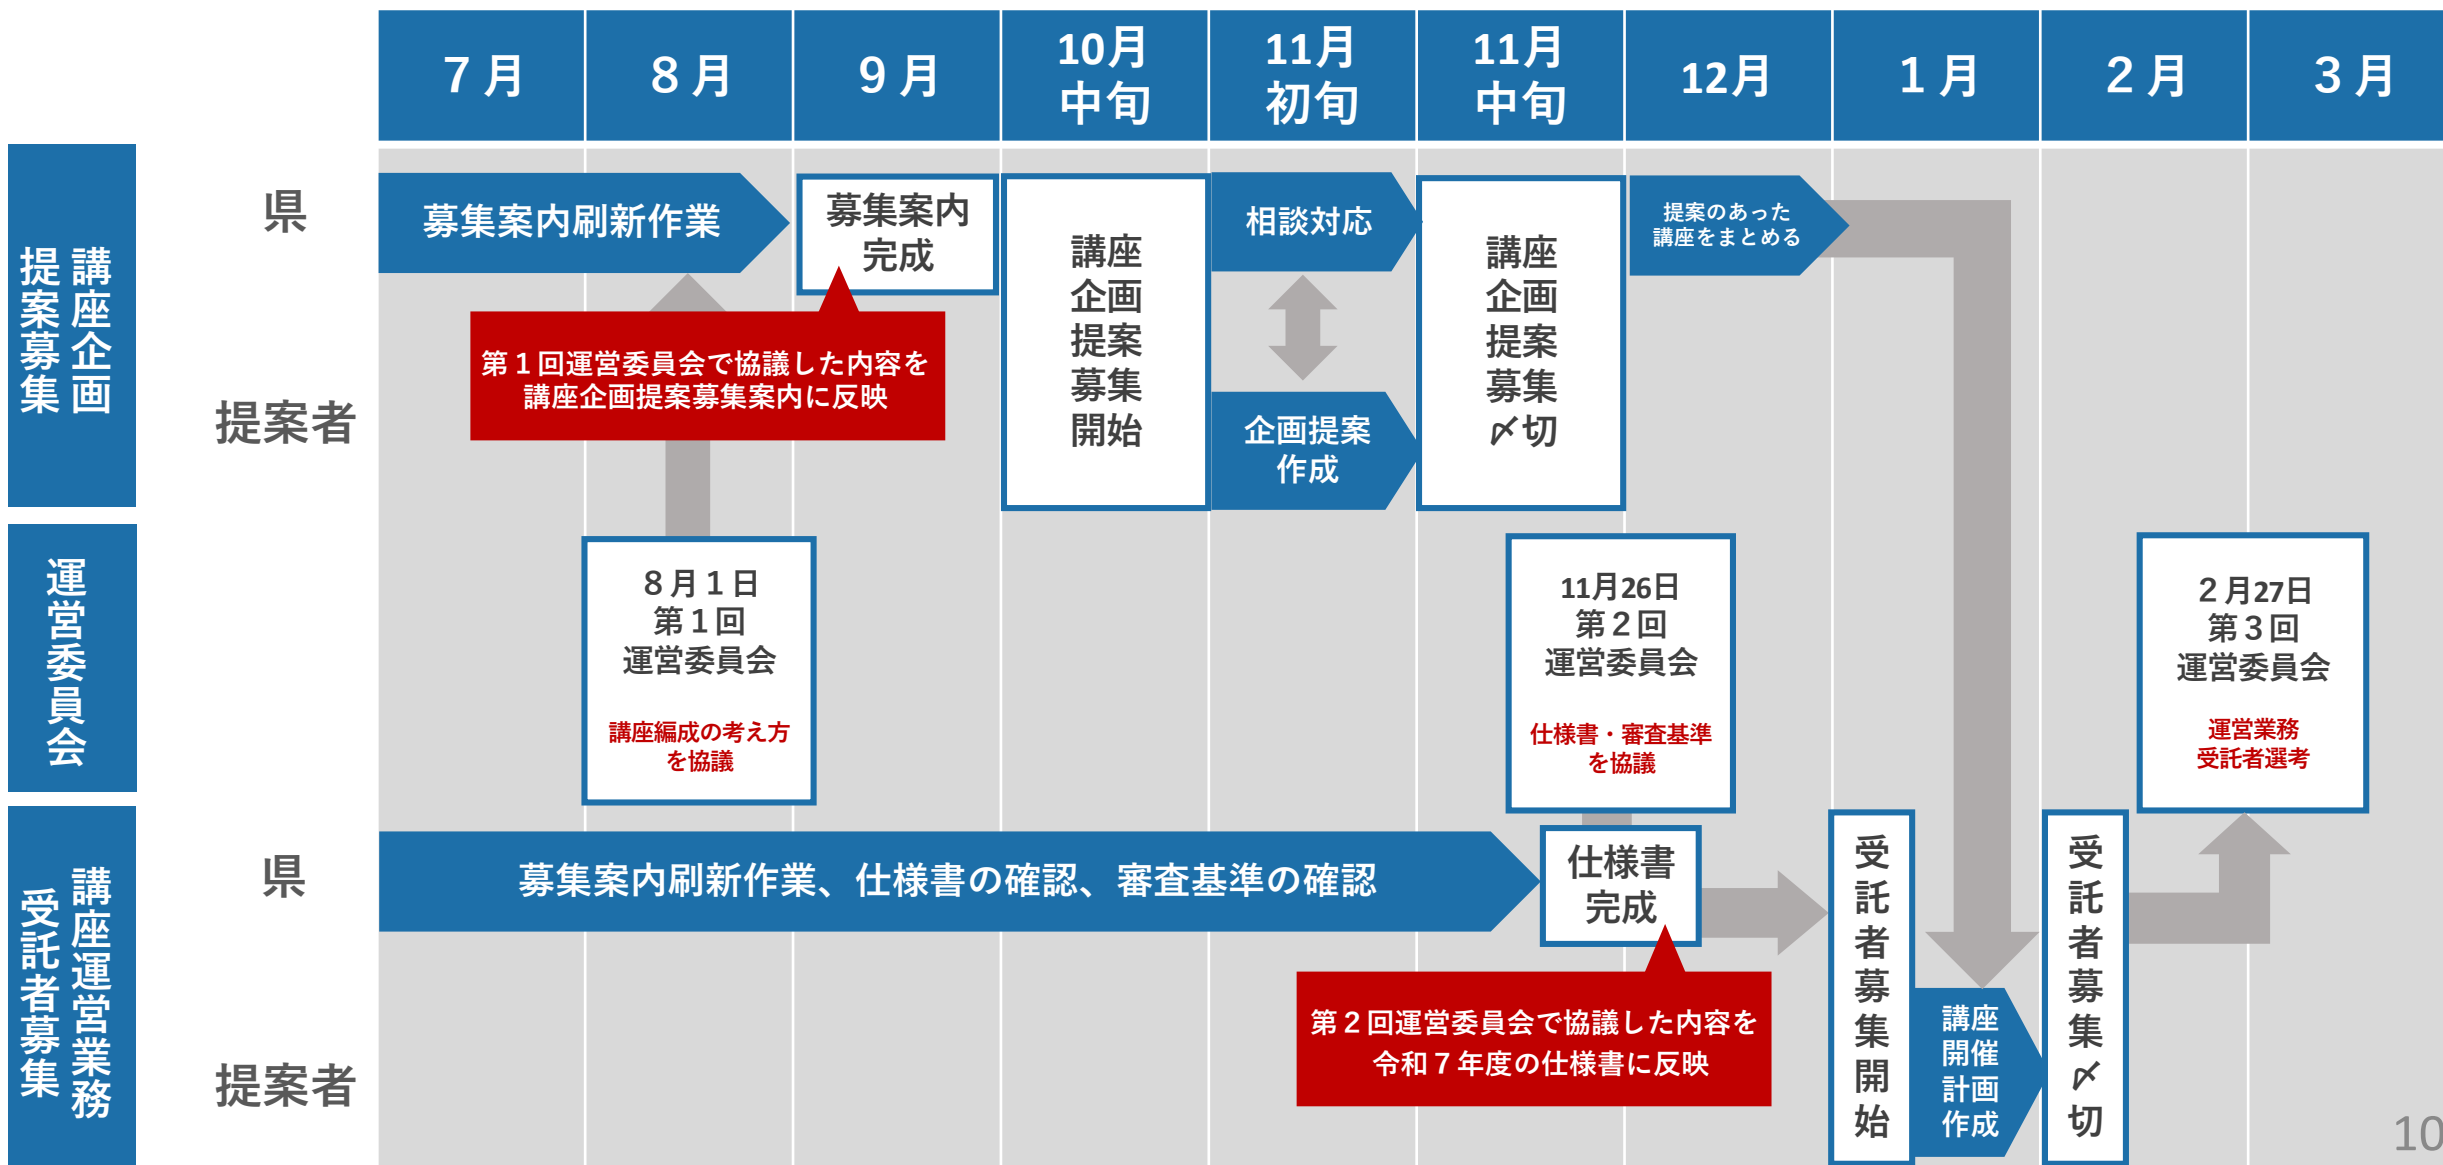 ７月
８月
９月
10月
中旬
11月
初旬
11月
中旬
12月
１月
２月
３月
講座企画
提案募集
県
提案者
募集案内刷新作業
募集案内
完成
第１回運営委員会で協議した内容を
講座企画提案募集案内に反映
講座
企画
提案
募集
開始
相談対応
企画提案
作成
講座
企画
提案
募集
〆切
提案のあった
講座をまとめる
運営委員会
８月１日
第１回
運営委員会
講座編成の考え方
を協議
11月26日
第２回
運営委員会
仕様書・審査基準
を協議
２月27日
第３回
運営委員会
運営業務
受託者選考
講座運営業務
受託者募集
県
提案者
募集案内刷新作業、仕様書の確認、審査基準の確認
仕様書
完成
第２回運営委員会で協議した内容を
令和７年度の仕様書に反映
受託者募集開始
講座
開催
計画
作成
受託者募集〆切
10